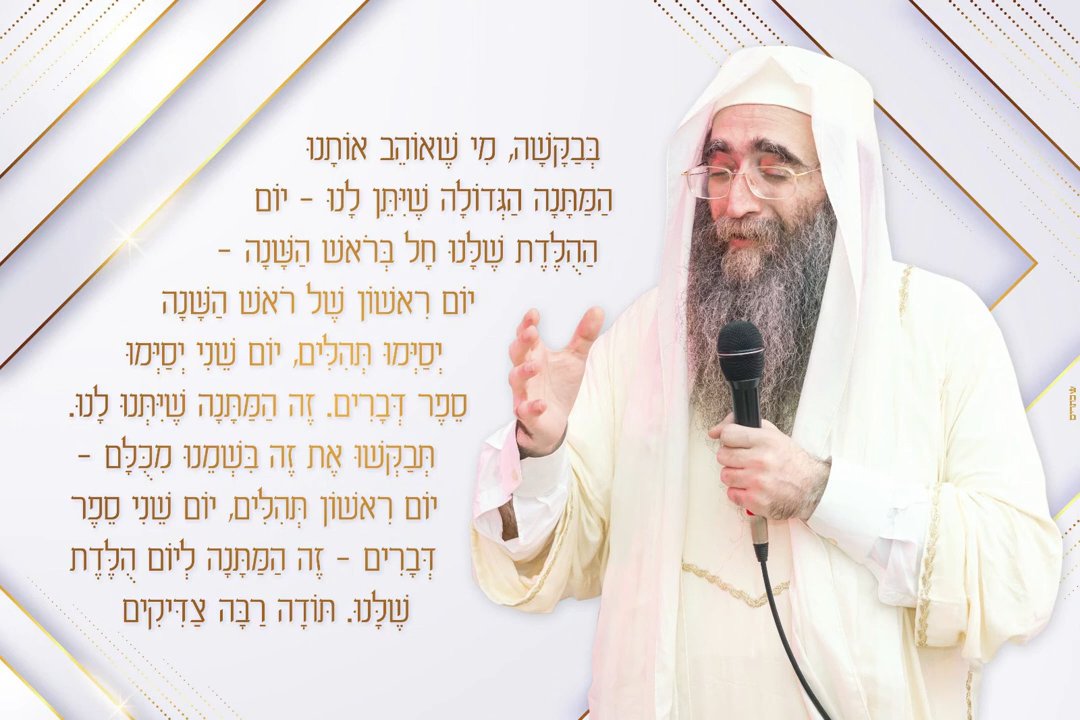 בְּבַקָּשָׁה, מִי שֶׁאוֹהֵב אוֹתָנוּ
הַמַּתָּנָה הַגְּדוֹלָה שֶׁיִּתֵּן לָנוּ - יוֹם
הַהֻלֶּדֶת שֶׁלָּנוּ חָל בְּרֹאשׁ הַשָּׁנָה -
יוֹם רִאשׁוֹן שֶׁל רֹאשׁ הַשָּׁנָה
יְסַיְּמוּ תְּהִלִּים, יוֹם שֵׁנִי יְסַיְּמוּ
סֵפֶר דְּבָרִים. זֶה הַמַּתָּנָה שֶׁיִּתְּנוּ לָנוּ.
תְּבַקְּשׁוּ אֶת זֶה בִּשְׁמֵנוּ מִכֻּלָּם -
יוֹם רִאשׁוֹן תְּהִלִּים, יוֹם שֵׁנִי סֵפֶר
דְּבָרִים - זֶה הַמַּתָּנָה לְיוֹם הֻלֶּדֶת
שֶׁלָּנוּ. תּוֹדָה רַבָּה צַדִּיקִים